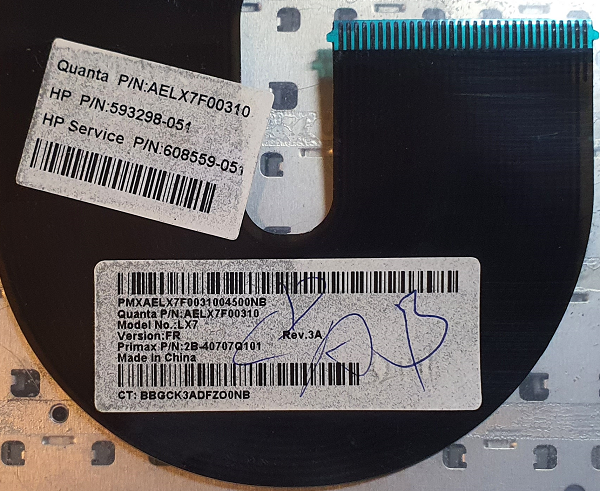 Quanta P/N:AELX7F00310
HP P/N:593298-051
HP Service P/N:608559-051
PMXAELX7F0031004500NB
Quanta P/N:AELX7F00310
Model No.:LX7
Version:FR Rev.3A
Primax P/N:2B-40707Q101
Made in China
CT: BBGCK3ADFZO0NB